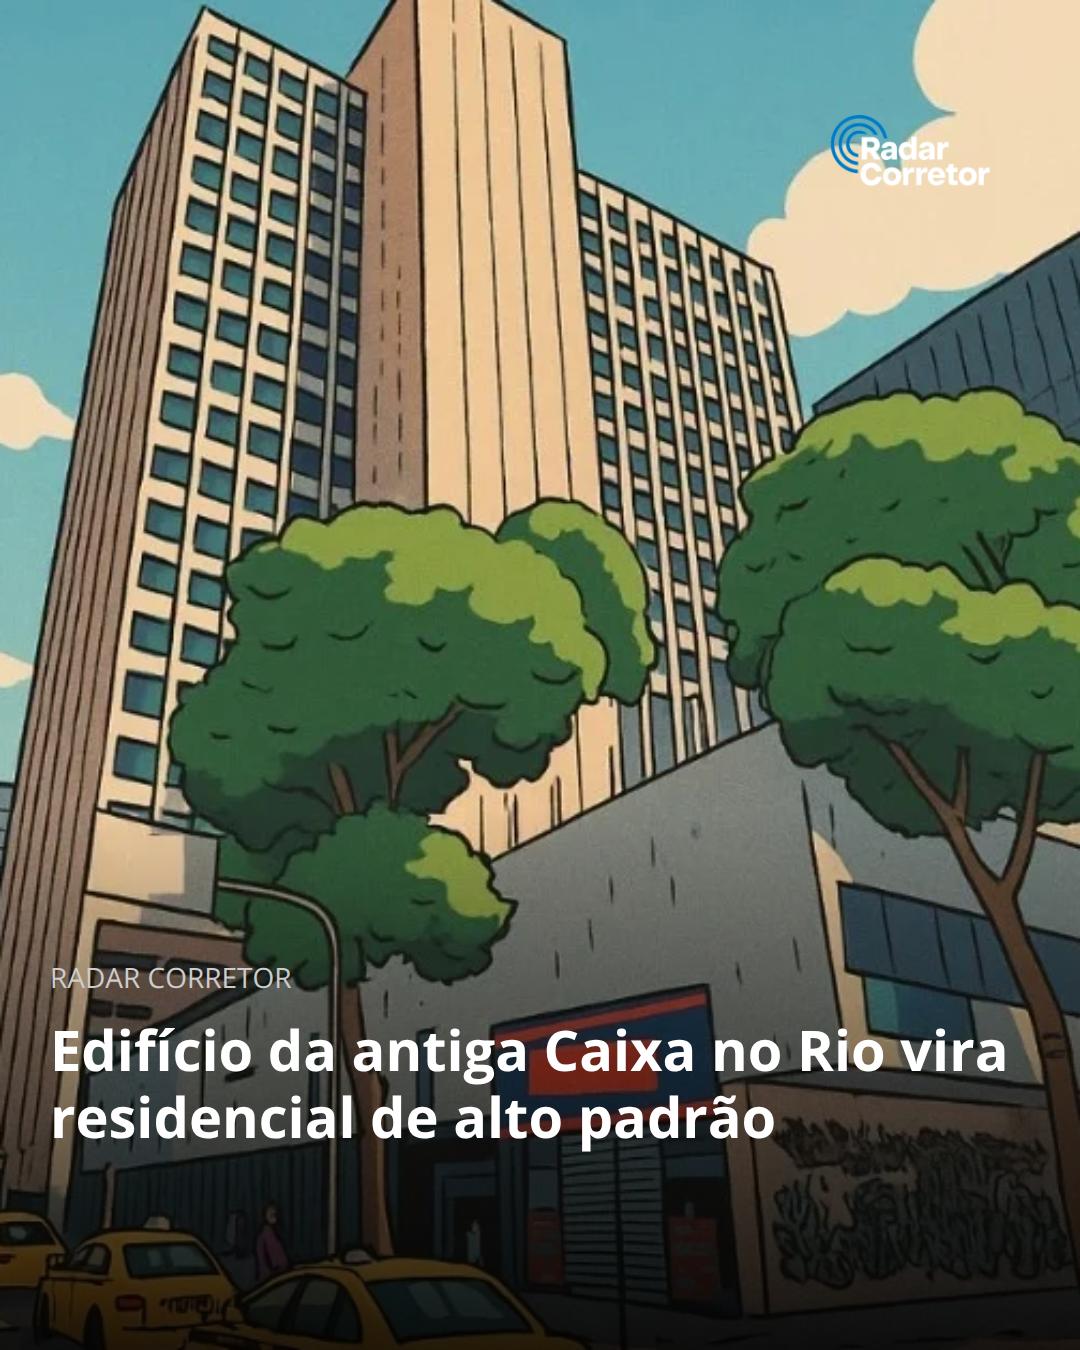 Radar
Corretor
RADAR CORRETOR
Edifício da antiga Caixa no Rio vira
residencial de alto padrão